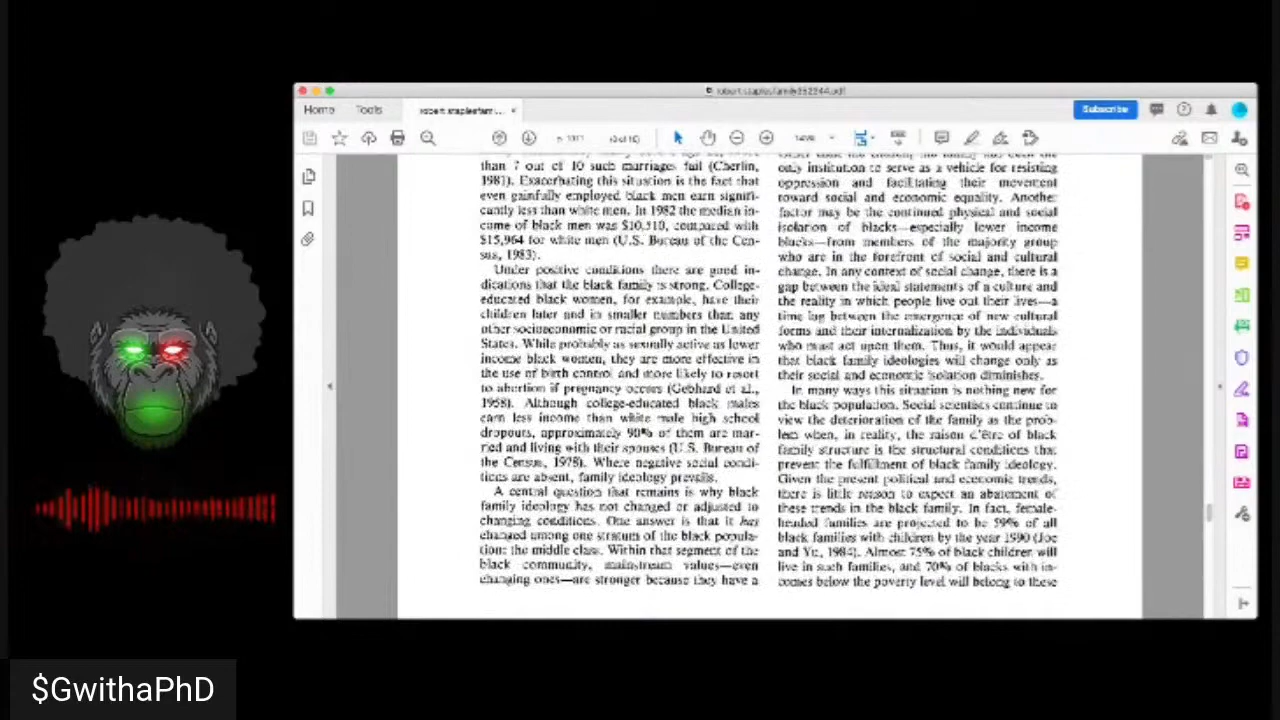 robert staplesfamily352244.pdf
Home Tools robert staplesfami... × Subscribe
than 7 out of 10 such marriages fail (Cherlin,
1981). Exacerbating this situation is the fact that
even gainfully employed black men earn signifi-
cantly less than white men. In 1982 the median in-
come of black men was $10,510, compared with
$15,964 for white men (U.S. Bureau of the Cen-
sus, 1983).
Under positive conditions there are good in-
dications that the black family is strong. College-
educated black women, for example, have their
children later and in smaller numbers than any
other socioeconomic or racial group in the United
States. While probably as sexually active as lower
income black women, they are more effective in
the use of birth control and more likely to resort
to abortion if pregnancy occurs (Gebhard et al.,
1958). Although college-educated black males
earn less income than white male high school
dropouts, approximately 90% of them are mar-
ried and living with their spouses (U.S. Bureau of
the Census, 1978). Where negative social condi-
tions are absent, family ideology prevails.
A central question that remains is why black
family ideology has not changed or adjusted to
changing conditions. One answer is that it has
changed among one stratum of the black popula-
tion: the middle class. Within that segment of the
black community, mainstream values—even
changing ones—are stronger because they have a
only institution to serve as a vehicle for resisting
oppression and facilitating their movement
toward social and economic equality. Another
factor may be the continued physical and social
isolation of blacks—especially lower income
blacks—from members of the majority group
who are in the forefront of social and cultural
change. In any context of social change, there is a
gap between the ideal statements of a culture and
the reality in which people live out their lives—a
time lag between the emergence of new cultural
forms and their internalization by the individuals
who must act upon them. Thus, it would appear
that black family ideologies will change only as
their social and economic isolation diminishes.
In many ways this situation is nothing new for
the black population. Social scientists continue to
view the deterioration of the family as the prob-
lem when, in reality, the raison d'être of black
family structure is the structural conditions that
prevent the fulfillment of black family ideology.
Given the present political and economic trends,
there is little reason to expect an abatement of
these trends in the black family. In fact, female-
headed families are projected to be 59% of all
black families with children by the year 1990 (Joe
and Yu, 1984). Almost 75% of black children will
live in such families, and 70% of blacks with in-
comes below the poverty level will belong to these
$GwithaPhD